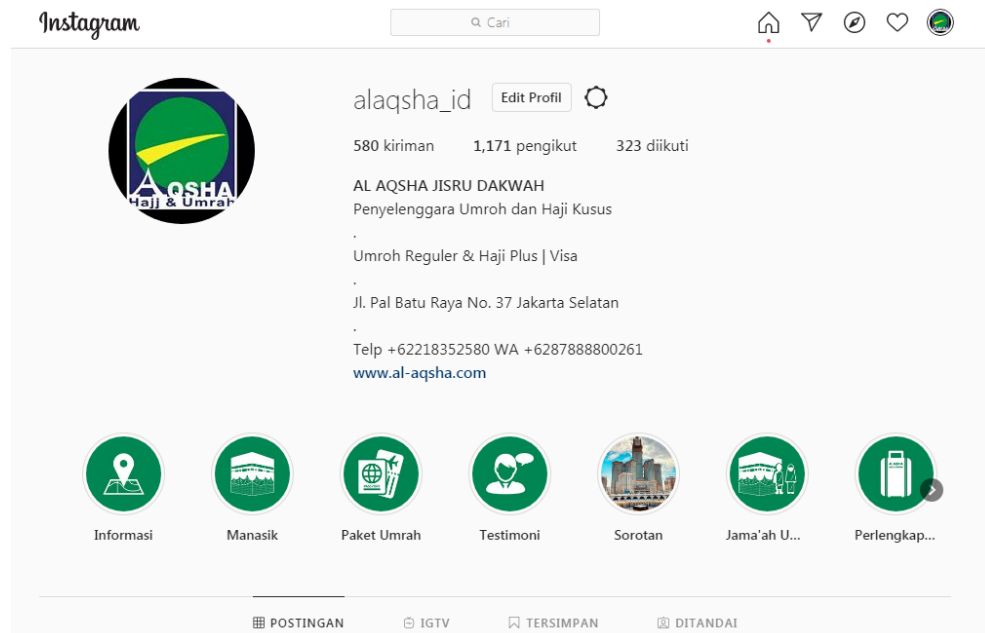 Instagram
Cari
AQSHA
Hajj & Umrah
alaqsha_id Edit Profil
580 kiriman 1,171 pengikut 323 diikuti
AL AQSHA JISRU DAKWAH
Penyelenggara Umroh dan Haji Kusus
.
Umroh Reguler & Haji Plus | Visa
.
Jl. Pal Batu Raya No. 37 Jakarta Selatan
.
Telp +62218352580 WA +6287888800261
www.al-aqsha.com
Informasi Manasik Paket Umrah Testimoni Sorotan Jama'ah U... Perlengkap...
POSTINGAN IGTV TERSIMPAN DITANDAI